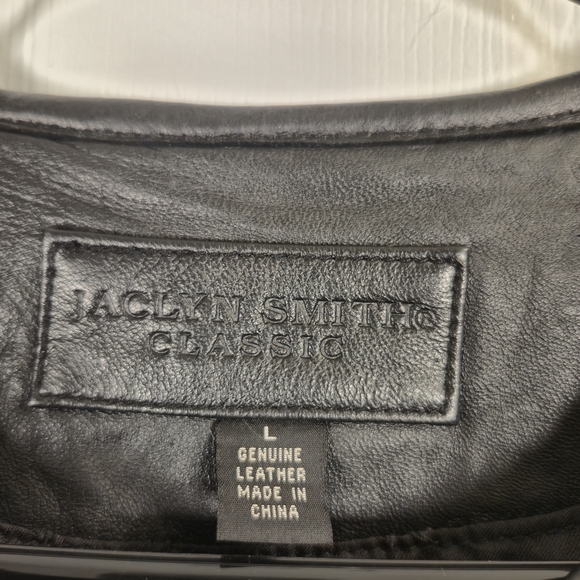 JACLYN SMITH®
CLASSIC
L
GENUINE
LEATHER
MADE IN
CHINA